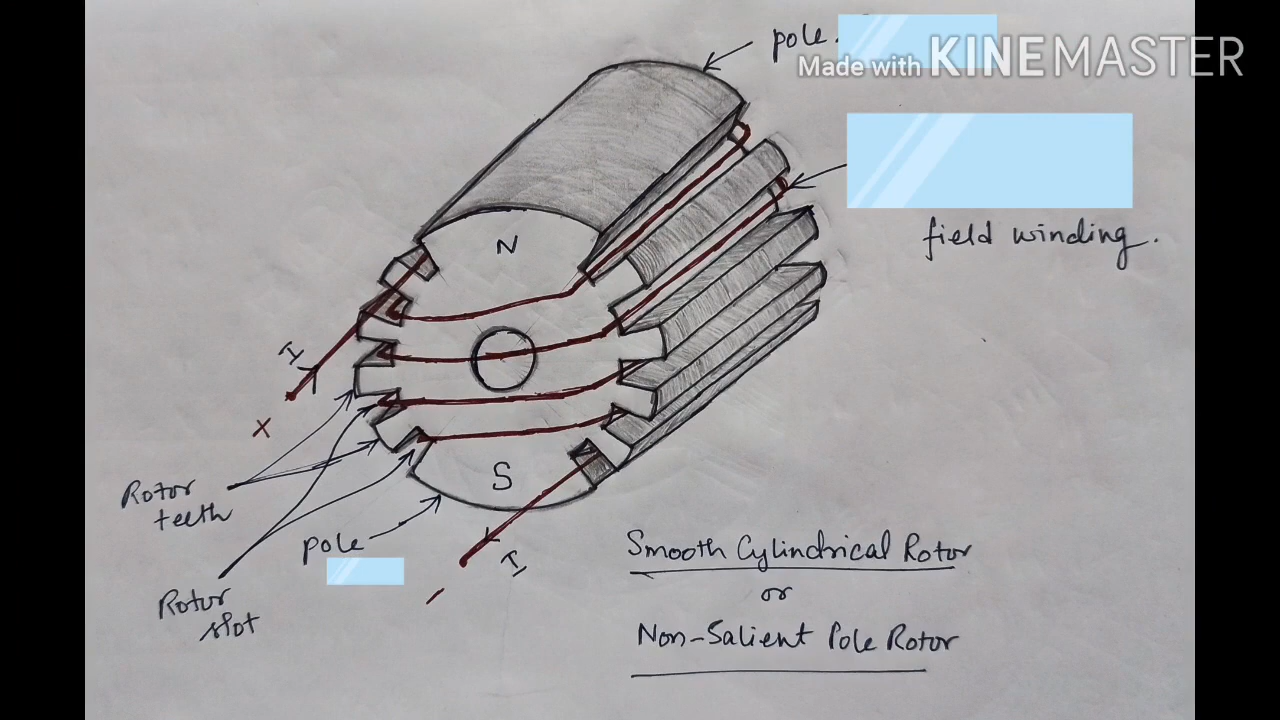 pole.
Made with KINEMASTER
field winding.
N
I
X
Rotor
teeth
S
pole
I
Rotor
slot
Smooth Cylindrical Rotor
or
Non-Salient Pole Rotor